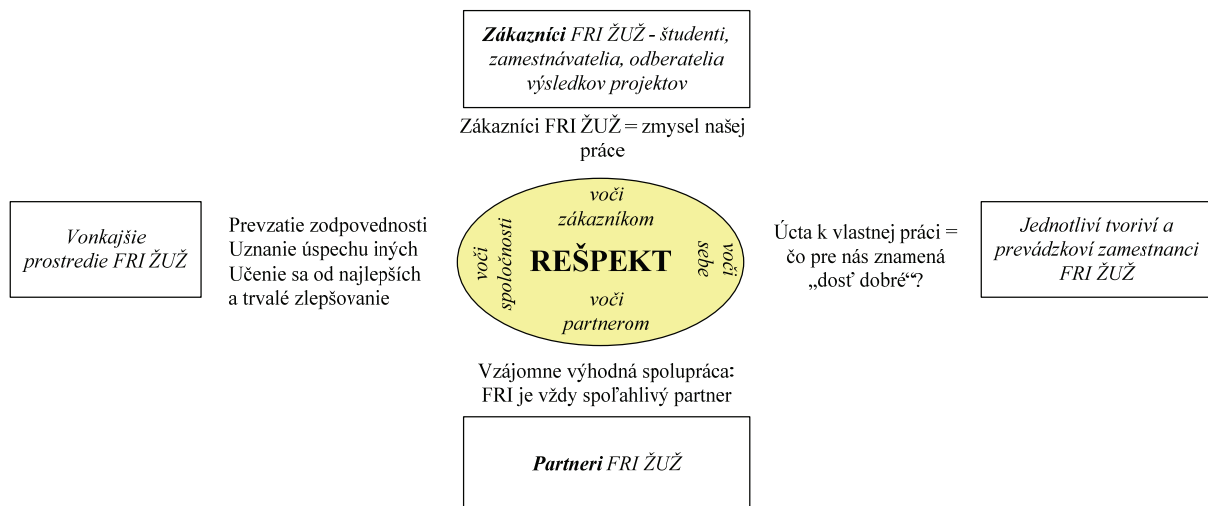 Zákazníci FRI ŽUŽ - študenti,
zamestnávatelia, odberatelia
výsledkov projektov
Zákazníci FRI ŽUŽ = zmysel našej
práce
Vonkajšie
prostredie FRI ŽUŽ
Prevzatie zodpovednosti
Uznanie úspechu iných
Učenie sa od najlepších
a trvalé zlepšovanie
voči
spoločnosti
voči
zákazníkom
REŠPEKT
voči
partnerom
voči
sebe
Úcta k vlastnej práci =
čo pre nás znamená
„dosť dobré“?
Jednotliví tvoriví a
prevádzkoví zamestnanci
FRI ŽUŽ
Vzájomne výhodná spolupráca:
FRI je vždy spoľahlivý partner
Partneri FRI ŽUŽ